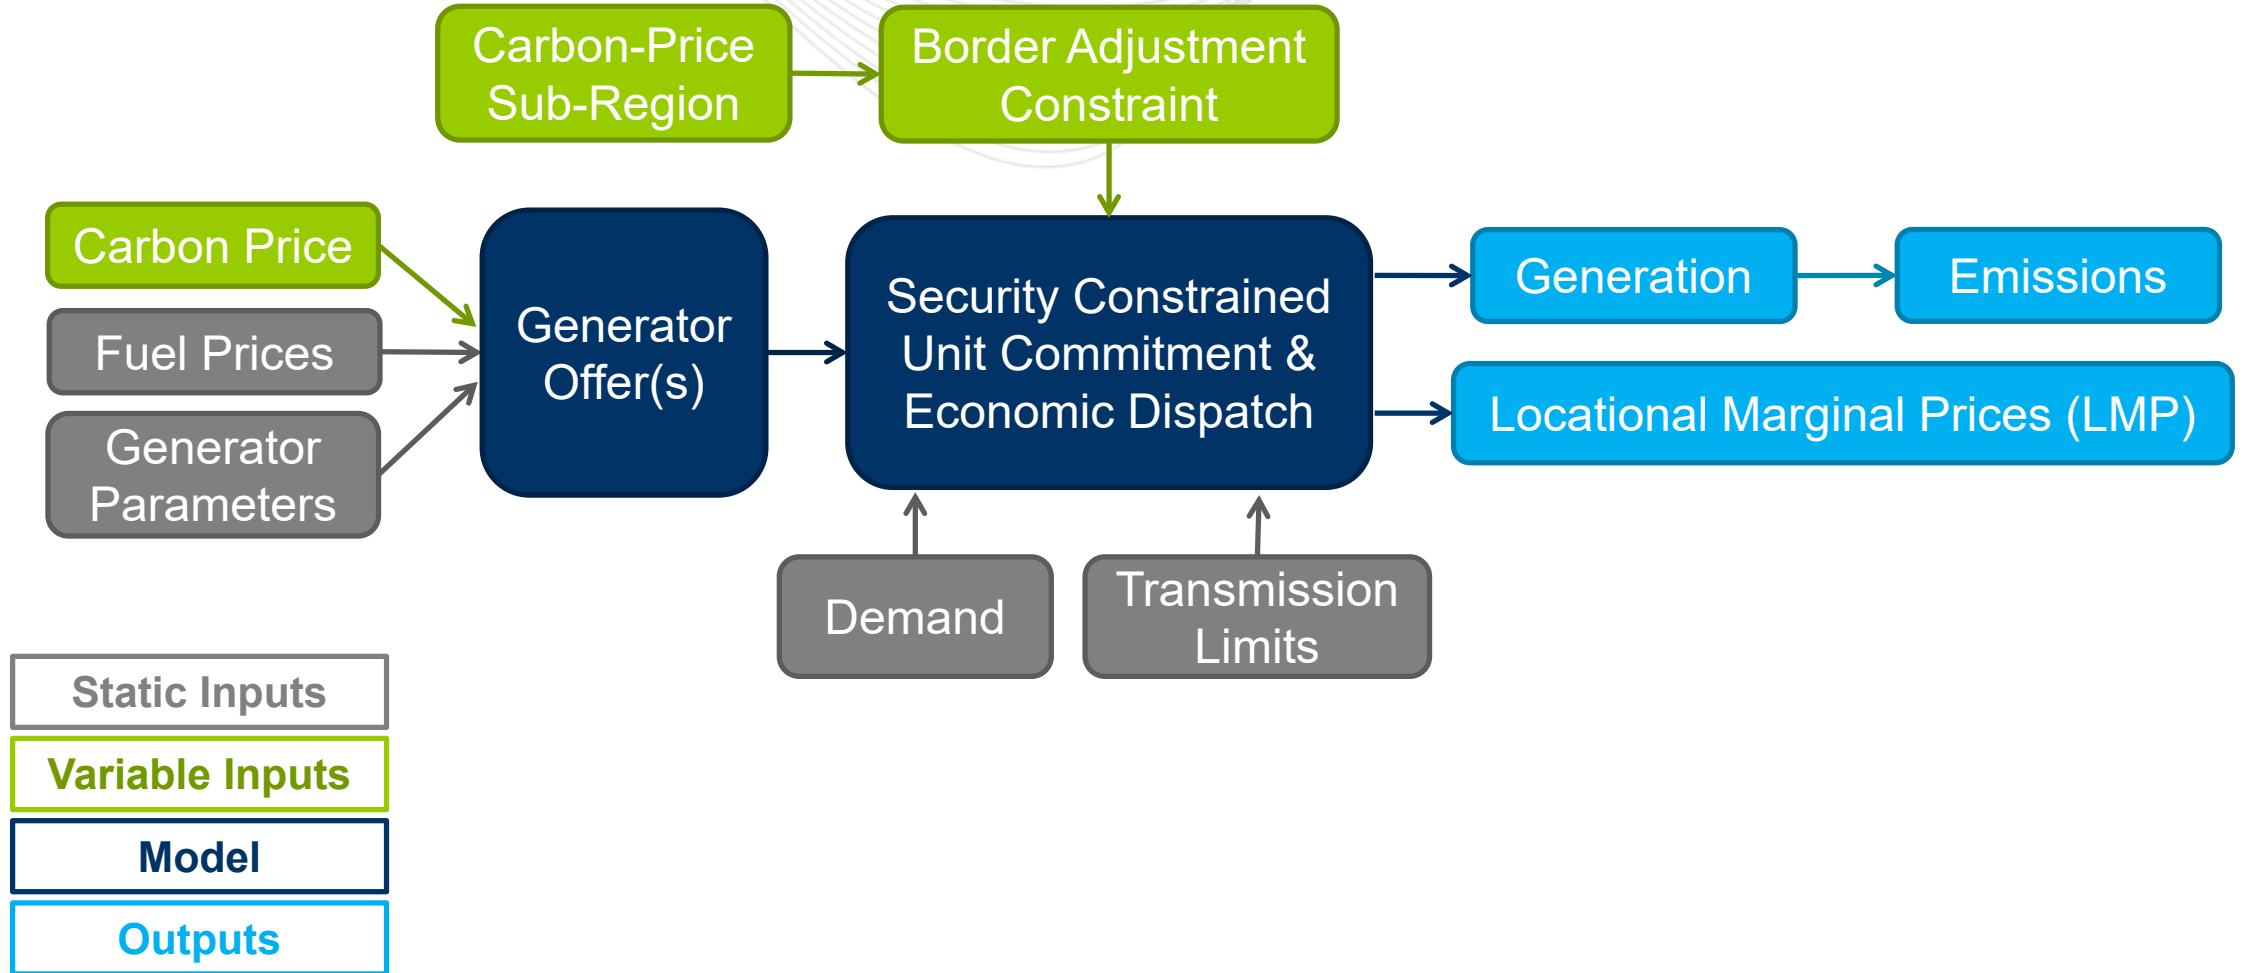 Carbon-Price
Sub-Region
Border Adjustment
Constraint
Carbon Price
Fuel Prices
Generator
Parameters
Generator
Offer(s)
Security Constrained
Unit Commitment &
Economic Dispatch
Generation
Emissions
Locational Marginal Prices (LMP)
Demand
Transmission
Limits
Static Inputs
Variable Inputs
Model
Outputs